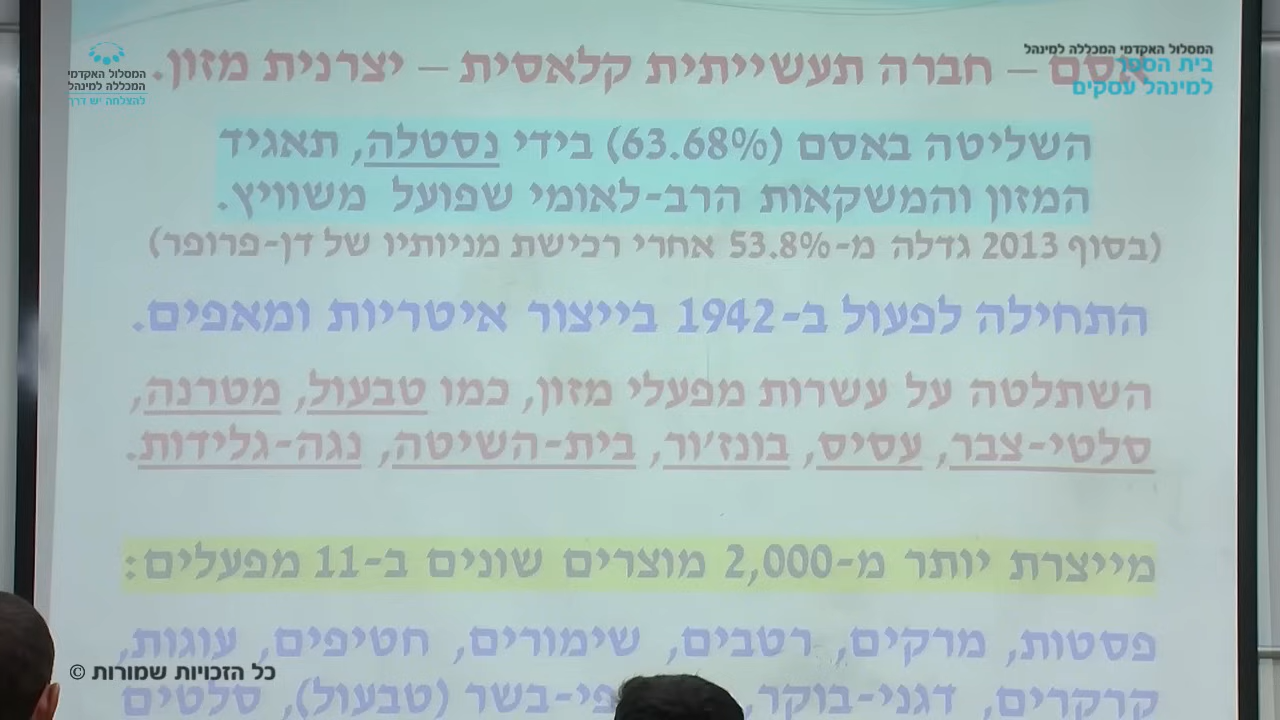 המסלול האקדמי המכללה למינהל
בית הספר
למינהל עסקים
המסלול האקדמי
המכללה למינהל
להצלחה יש דרך
אסם – חברה תעשייתית קלאסית – יצרנית מזון.
השליטה באסם (63.68%) בידי נסטלה, תאגיד
המזון והמשקאות הרב-לאומי שפועל משוויץ.
(בסוף 2013 גדלה מ-53.8% אחרי רכישת מניותיו של דן-פרופר)
התחילה לפעול ב-1942 בייצור איטריות ומאפים.
השתלטה על עשרות מפעלי מזון, כמו טבעול, מטרנה,
סלטי-צבר, עסיס, בונז'ור, בית-השיטה, נגה-גלידות.
מייצרת יותר מ-2,000 מוצרים שונים ב-11 מפעלים:
פסטות, מרקים, רטבים, שימורים, חטיפים, עוגות,
קרקרים, דגני-בוקר, פי-בשר (טבעול), סלטים
כל הזכויות שמורות ©